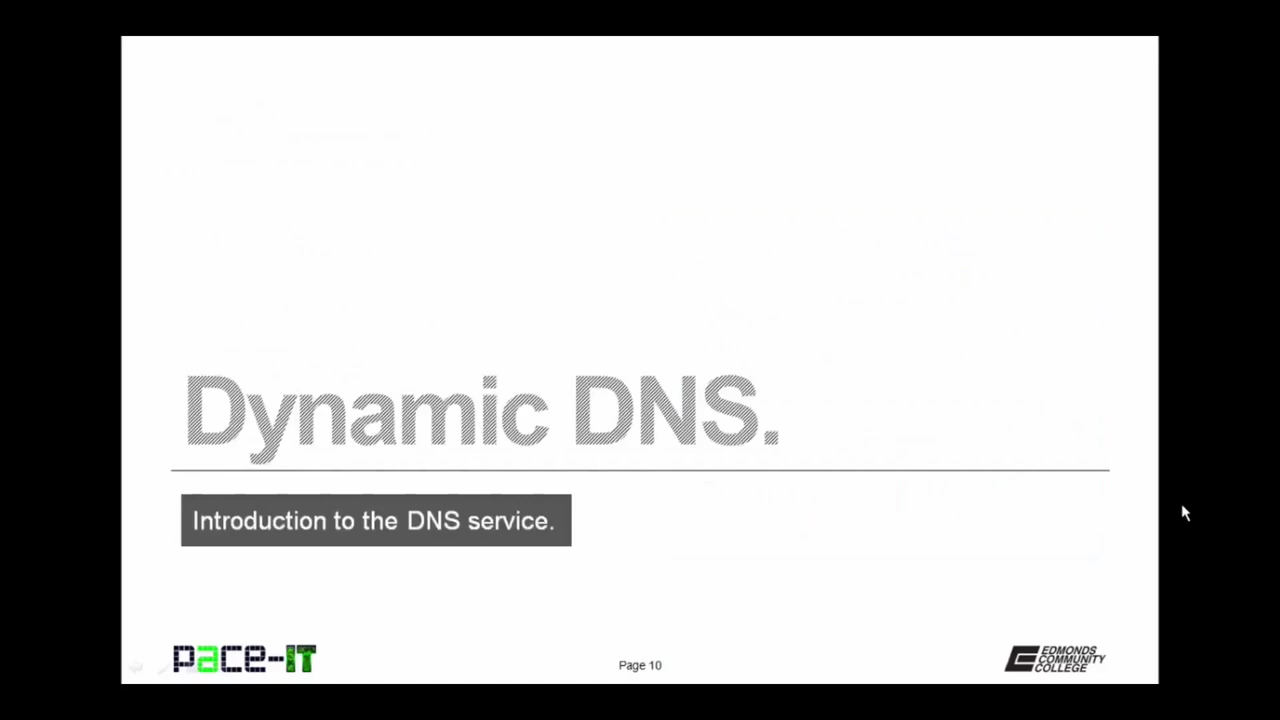 Dynamic DNS.
Introduction to the DNS service.
pace-IT
Page 10
EDMONDS
COMMUNITY
COLLEGE